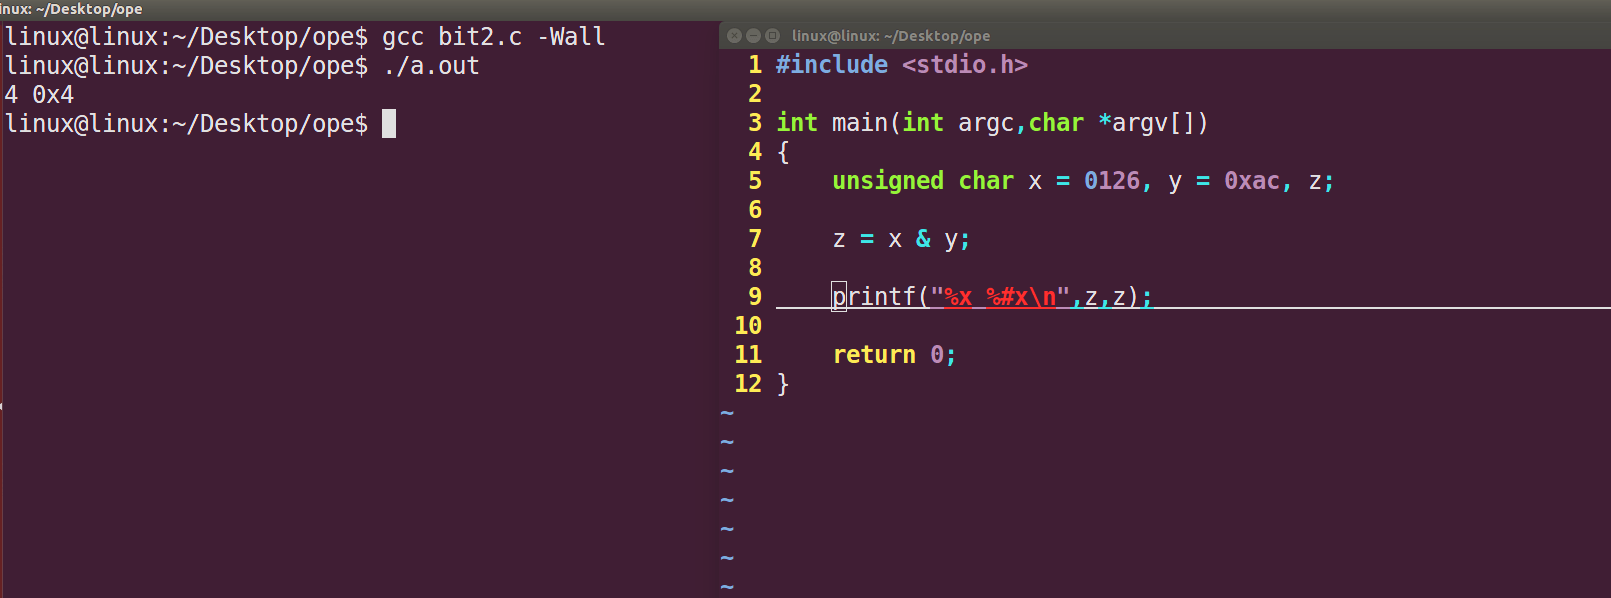 inux: ~/Desktop/ope
linux@linux:~/Desktop/ope$ gcc bit2.c -Wall
linux@linux:~/Desktop/ope$ ./a.out
4 0x4
linux@linux:~/Desktop/ope$
linux@linux: ~/Desktop/ope
1 #include <stdio.h>
2
3 int main(int argc,char *argv[])
4 {
5     unsigned char x = 0126, y = 0xac, z;
6
7     z = x & y;
8
9     printf("%x %#x\n",z,z);
10
11     return 0;
12 }
~
~
~
~
~
~
~